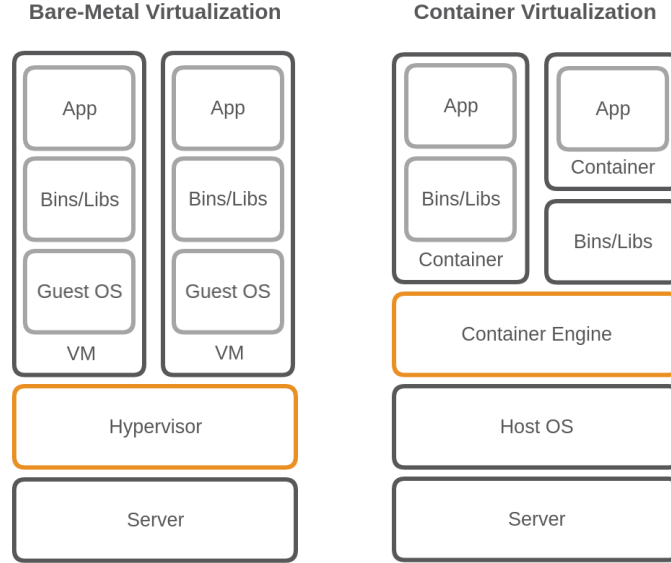 Bare-Metal Virtualization
App
Bins/Libs
Guest OS
VM
App
Bins/Libs
Guest OS
VM
Hypervisor
Server
Container Virtualization
App
Bins/Libs
Container
App
Container
Bins/Libs
Container Engine
Host OS
Server